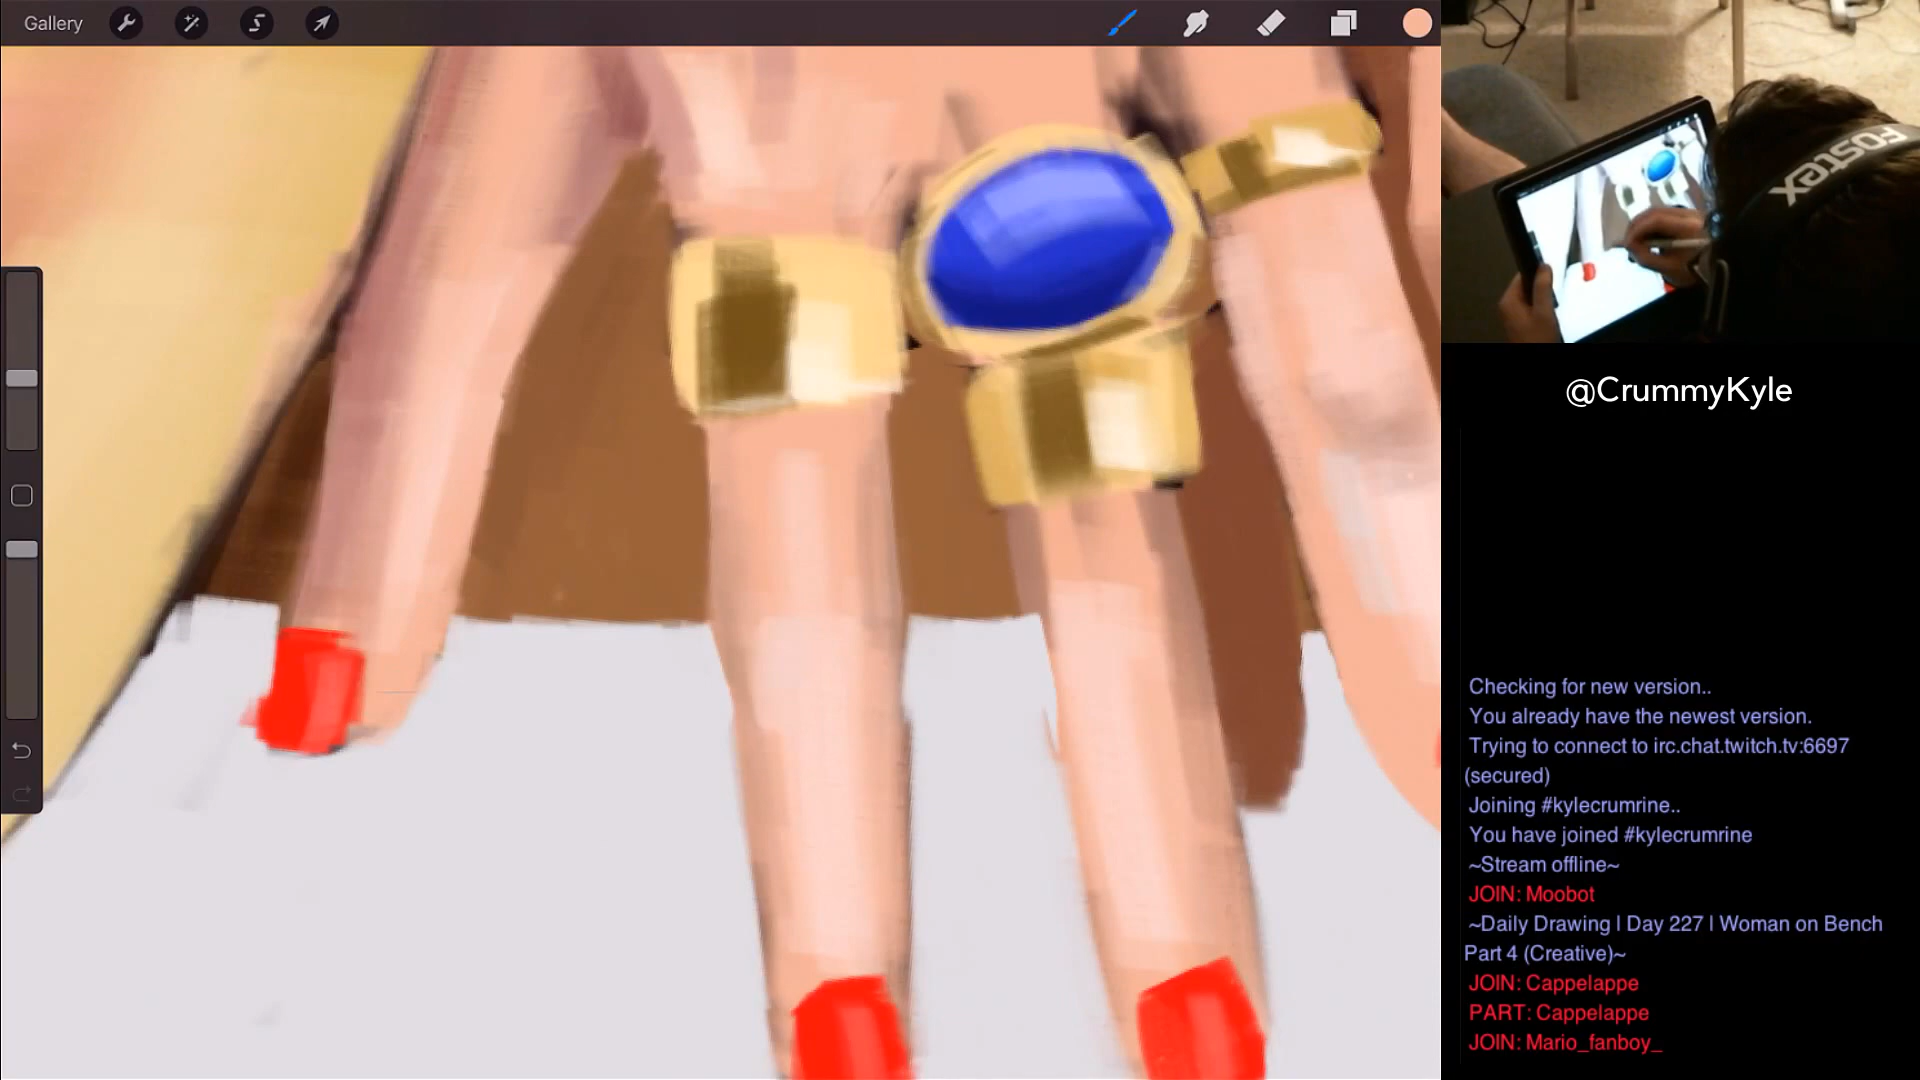 Gallery
Fostex
@CrummyKyle
Checking for new version..
You already have the newest version.
Trying to connect to irc.chat.twitch.tv:6697
(secured)
Joining #kylecrumrine..
You have joined #kylecrumrine
~Stream offline~
JOIN: Moobot
~Daily Drawing | Day 227 | Woman on Bench
Part 4 (Creative)~
JOIN: Cappelappe
PART: Cappelappe
JOIN: Mario_fanboy_